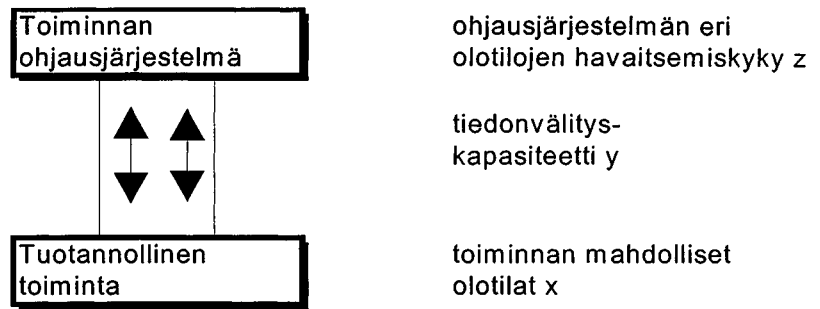 Toiminnan
ohjausjärjestelmä
ohjausjärjestelmän eri
olotilojen havaitsemiskyky z
tiedonvälitys-
kapasiteetti y
Tuotannollinen
toiminta
toiminnan mahdolliset
olotilat x